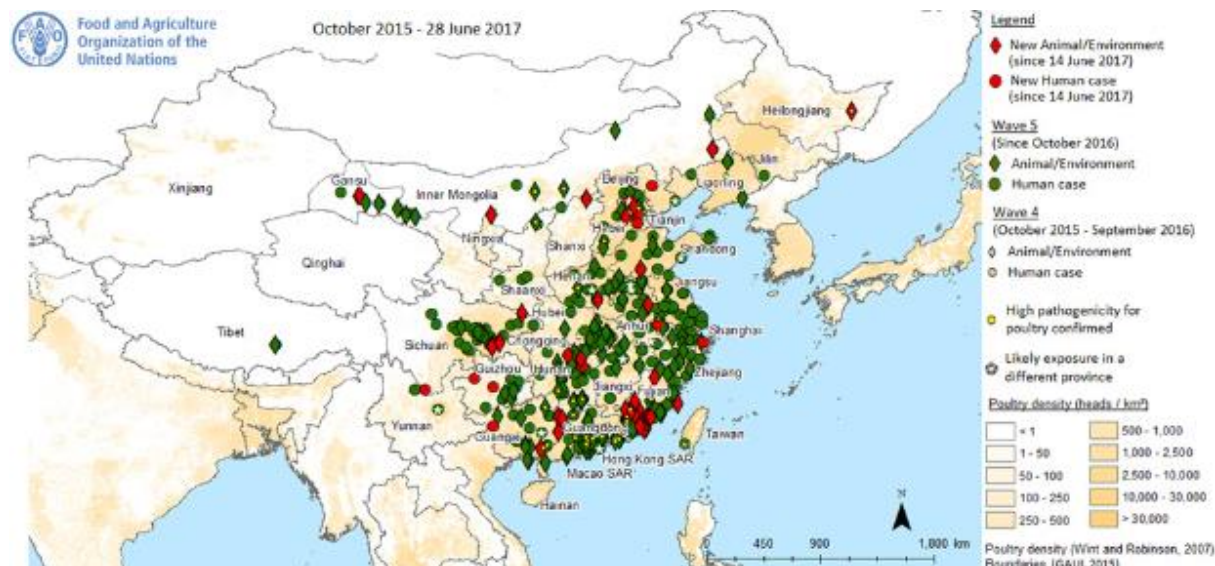 Food and Agriculture
Organization of the
United Nations
October 2015 - 28 June 2017
Heilongjiang
Jilin
Liaoning
Beijing
Gansu
Inner Mongolia
Xinjiang
Tianjin
Hebei
Ningxia
Shanxi
Shandong
Qinghai
Henan
Jiangsu
Shaanxi
Hubei
Tibet
Anhui
Shanghai
Sichuan
Chongqing
Zhejiang
Guizhou
Hunan
Jiangxi
Fujian
Yunnan
Guangxi
Guangdong
Taiwan
Hong Kong SAR
Macao SAR
Hainan
N
0 450 900 1,800 km
Legend
New Animal/Environment
(since 14 June 2017)
New Human case
(since 14 June 2017)
Wave 5
(Since October 2016)
Animal/Environment
Human case
Wave 4
(October 2015 - September 2016)
Animal/Environment
Human case
High pathogenicity for
poultry confirmed
Likely exposure in a
different province
Poultry density (heads / km²)
< 1
1 - 50
50 - 100
100 - 250
250 - 500
500 - 1,000
1,000 - 2,500
2,500 - 10,000
10,000 - 30,000
> 30,000
Poultry density (Wint and Robinson, 2007)
Boundaries (GAUL 2015)